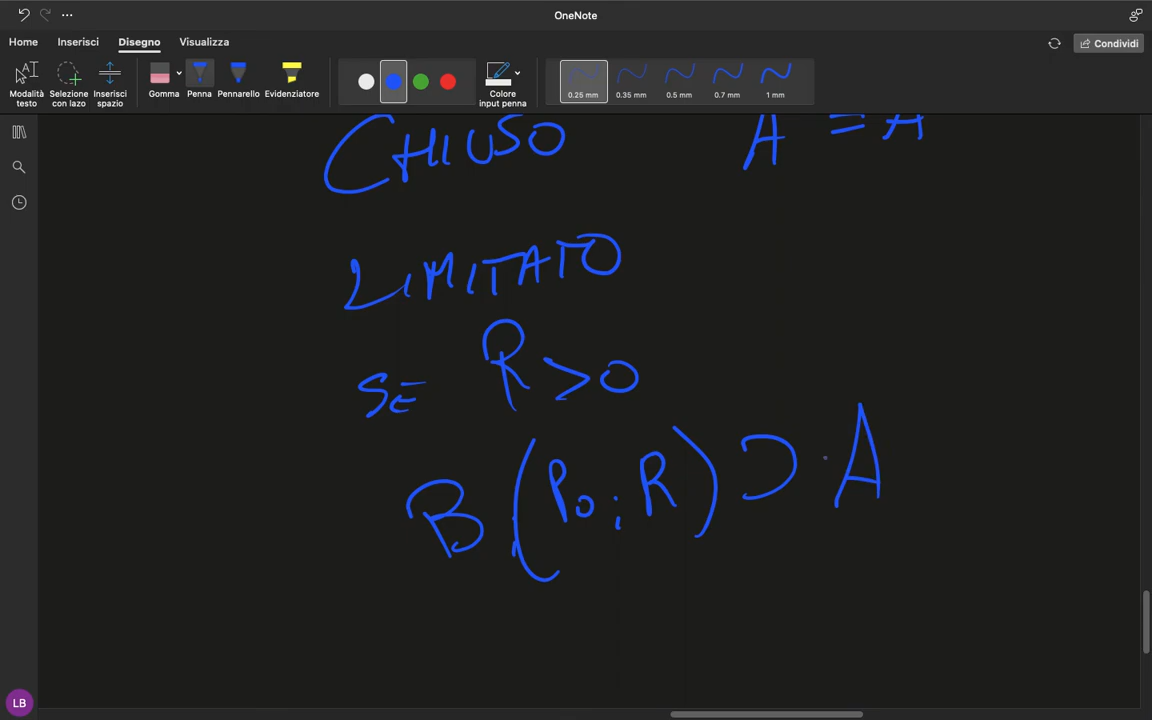 OneNote
Home Inserisci Disegno Visualizza
Condividi
Modalità testo
Selezione con lazo
Inserisci spazio
Gomma
Penna
Pennarello
Evidenziatore
Colore input penna
0.25 mm
0.35 mm
0.5 mm
0.7 mm
1 mm
CHIUSO A = A
LIMITATO
SE R > 0
B (P0 ; R) ⊃ A
LB